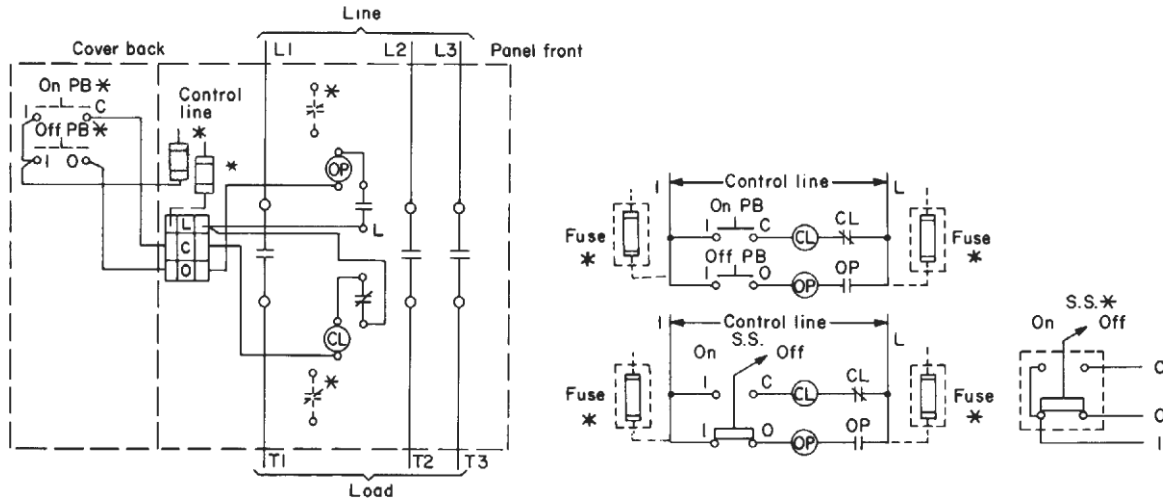 Line
Cover back
L1
L2
L3
Panel front
On PB *
I
C
Off PB *
I
O
Control
line
*
*
*
OP
L
L
C
O
CL
*
T1
T2
T3
Load
I
Control line
L
On PB
I
C
CL
CL
Fuse
*
Off PB
I
O
OP
OP
Fuse
*
I
Control line
L
S.S.
On
Off
I
C
CL
CL
Fuse
*
I
O
OP
OP
Fuse
*
S.S.*
On
Off
I